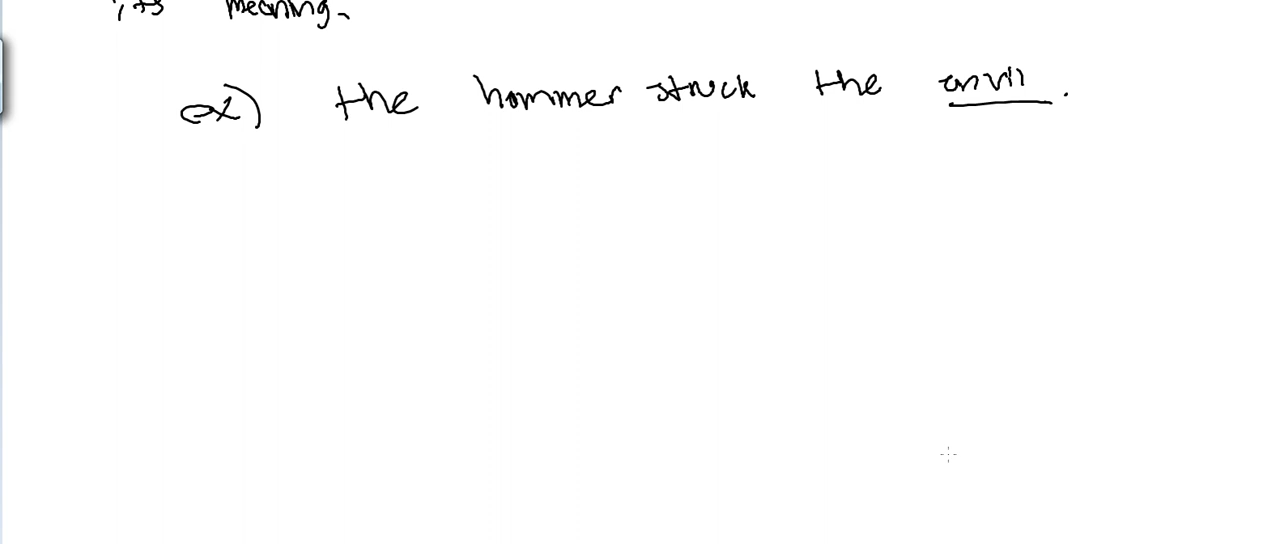 its meaning.
ex) the hammer struck the anvil.